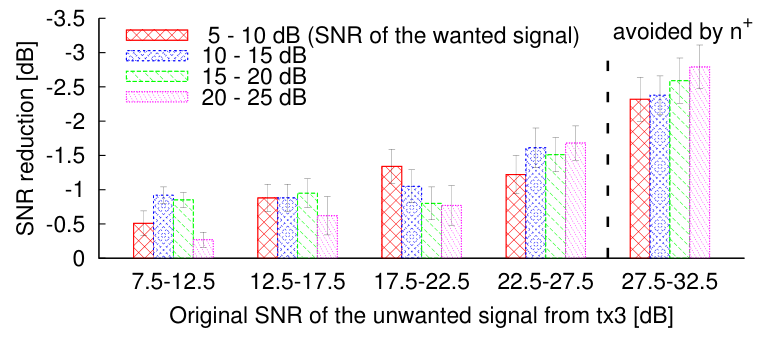 -3.5
-3
-2.5
-2
-1.5
-1
-0.5
0
SNR reduction [dB]
5 - 10 dB (SNR of the wanted signal)
10 - 15 dB
15 - 20 dB
20 - 25 dB
avoided by n+
7.5-12.5 12.5-17.5 17.5-22.5 22.5-27.5 27.5-32.5
Original SNR of the unwanted signal from tx3 [dB]